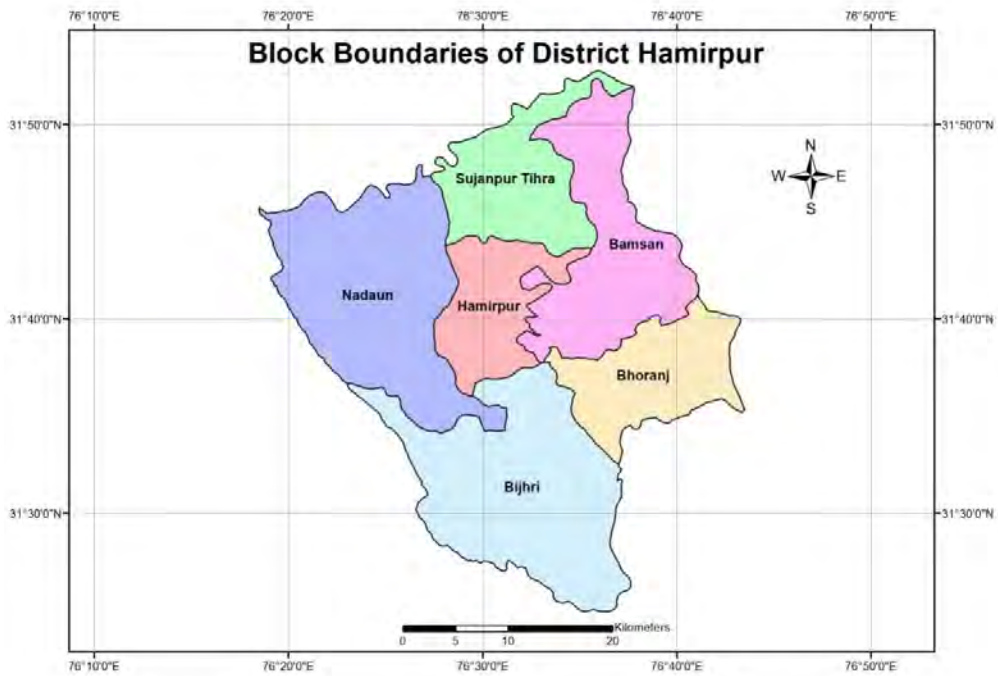 76°10'0"E 76°20'0"E 76°30'0"E 76°40'0"E 76°50'0"E
Block Boundaries of District Hamirpur
31°50'0"N 31°50'0"N
N
W E
S
Sujanpur Tihra
Bamsan
Nadaun
Hamirpur
31°40'0"N 31°40'0"N
Bhoranj
Bijhri
31°30'0"N 31°30'0"N
Kilometers
0 5 10 20
76°10'0"E 76°20'0"E 76°30'0"E 76°40'0"E 76°50'0"E